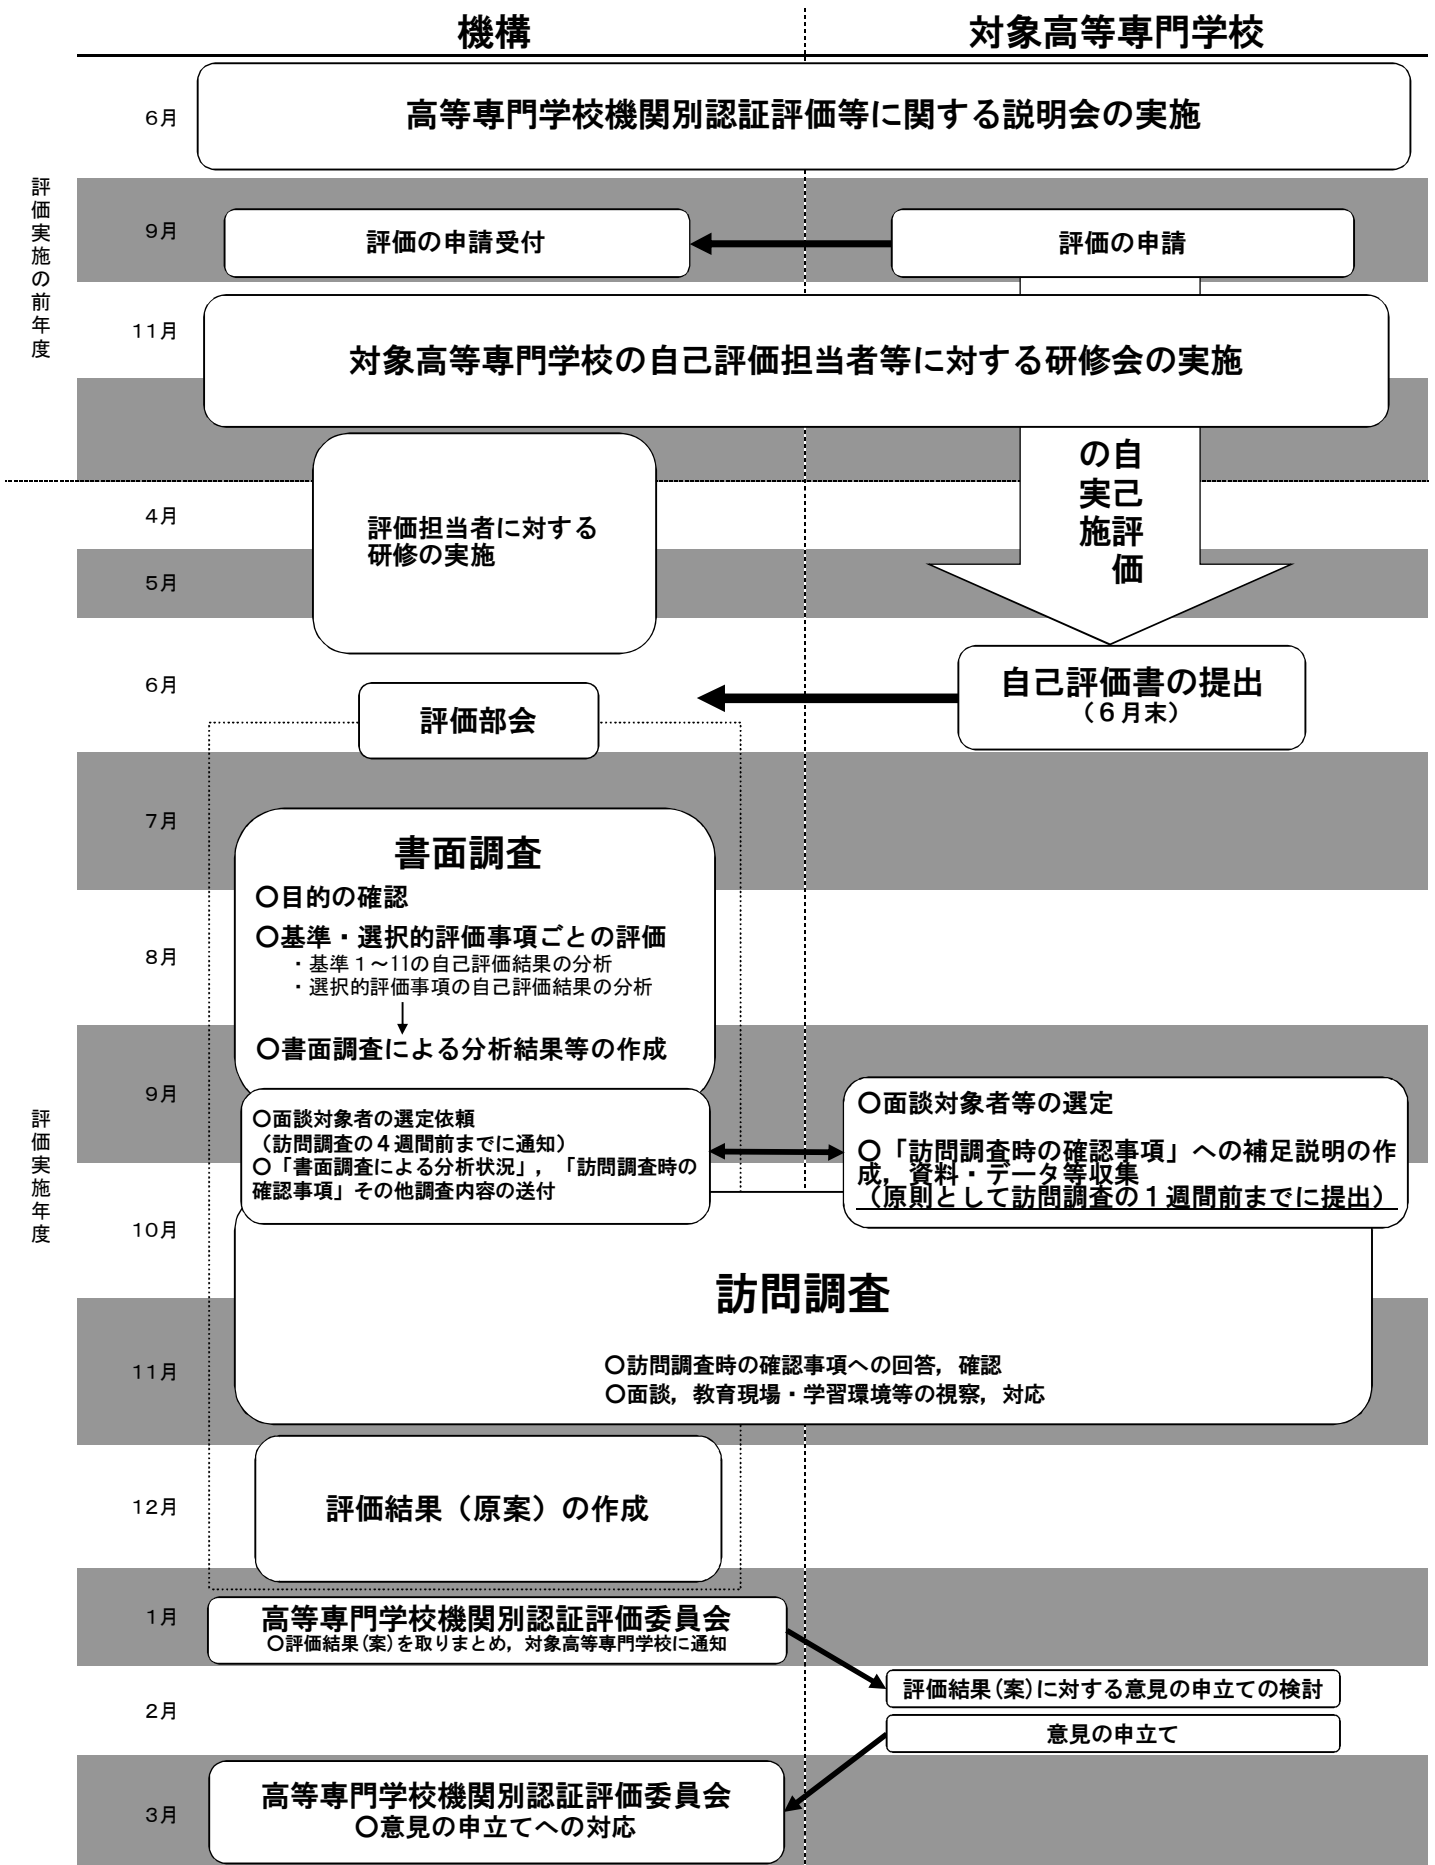 機構
対象高等専門学校
評価実施の前年度
6月
高等専門学校機関別認証評価等に関する説明会の実施
9月
評価の申請受付
評価の申請
11月
対象高等専門学校の自己評価担当者等に対する研修会の実施
自己評価
の実施
4月
評価担当者に対する
研修の実施
5月
評価実施年度
6月
自己評価書の提出
(6月末)
評価部会
7月
書面調査
○目的の確認
○基準・選択的評価事項ごとの評価
・基準1~11の自己評価結果の分析
・選択的評価事項の自己評価結果の分析
8月
○書面調査による分析結果等の作成
9月
○面談対象者の選定依頼
(訪問調査の4週間前までに通知)
○「書面調査による分析状況」,「訪問調査時の
確認事項」その他調査内容の送付
○面談対象者等の選定
○「訪問調査時の確認事項」への補足説明の作
成,資料・データ等収集
(原則として訪問調査の1週間前までに提出)
10月
訪問調査
11月
○訪問調査時の確認事項への回答,確認
○面談,教育現場・学習環境等の視察,対応
12月
評価結果(原案)の作成
1月
高等専門学校機関別認証評価委員会
○評価結果(案)を取りまとめ,対象高等専門学校に通知
2月
評価結果(案)に対する意見の申立ての検討
意見の申立て
3月
高等専門学校機関別認証評価委員会
○意見の申立てへの対応